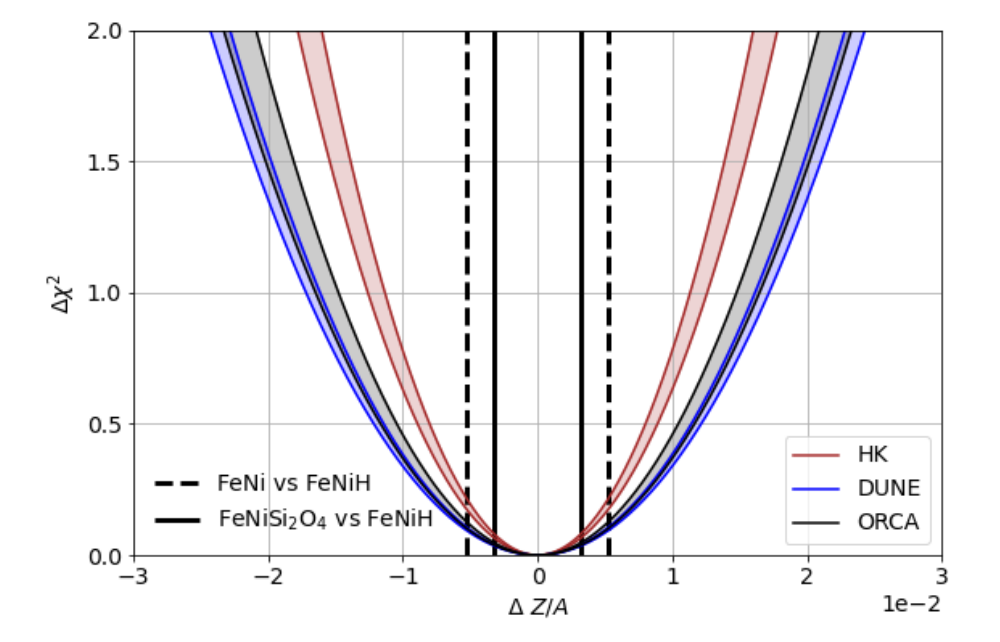 2.0
1.5
1.0
0.5
0.0
Δχ²
FeNi vs FeNiH
FeNiSi₂O₄ vs FeNiH
HK
DUNE
ORCA
−3
−2
−1
0
1
2
3
Δ Z/A
1e−2